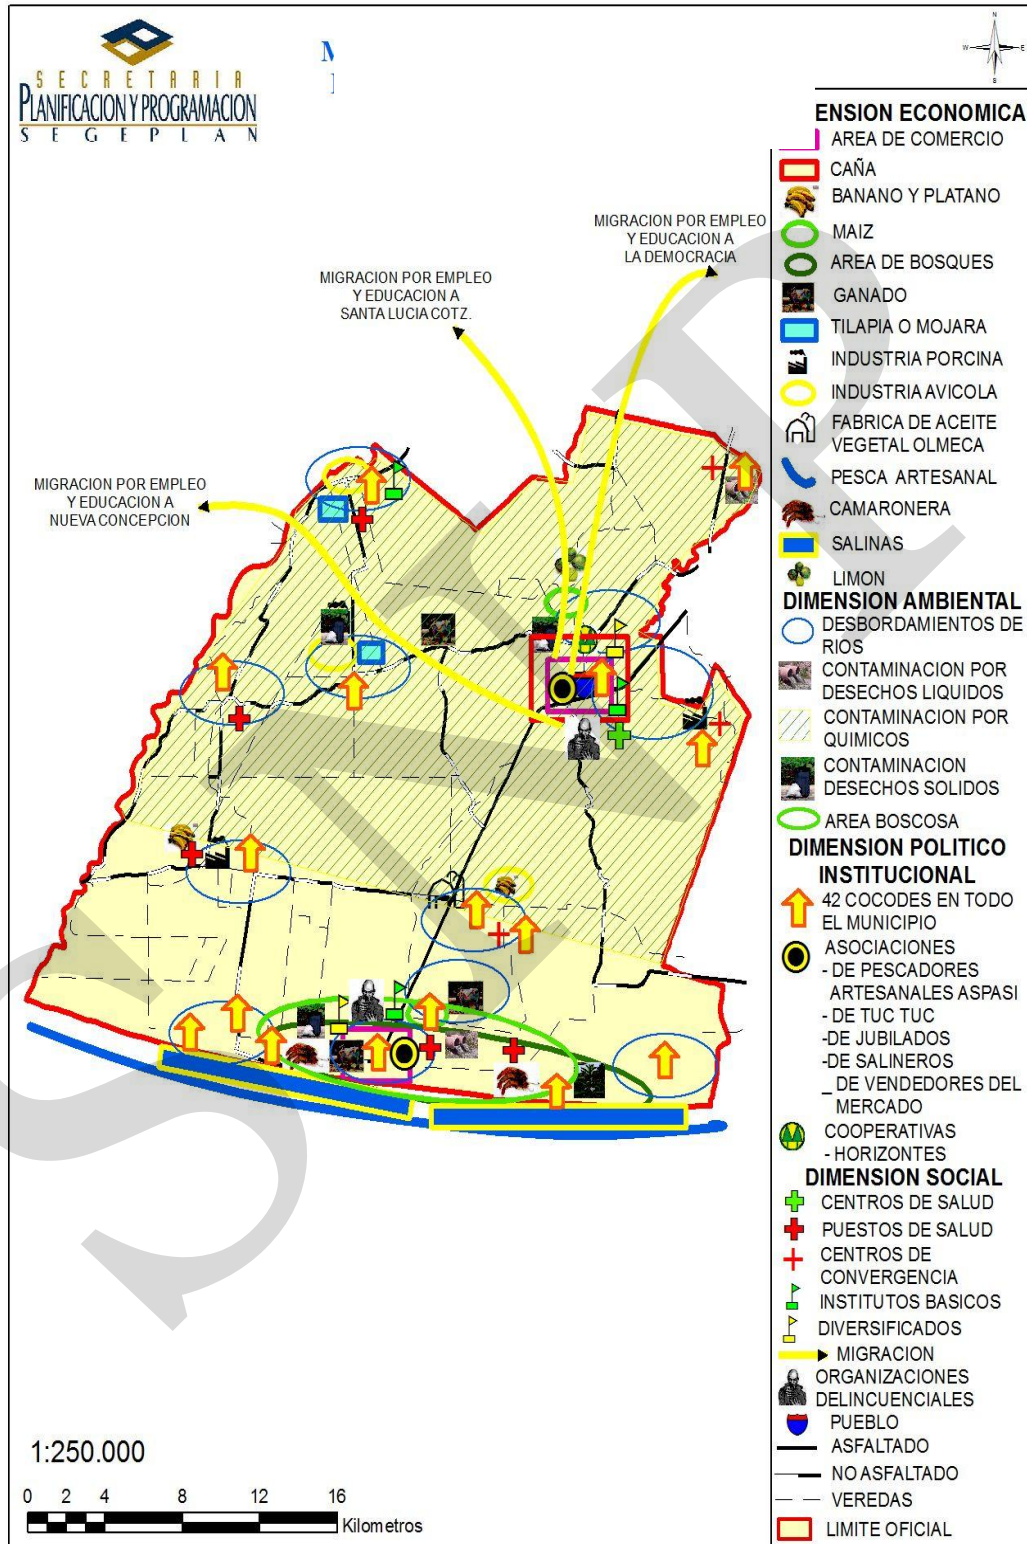 SECRETARIA
PLANIFICACION Y PROGRAMACION
SEGEPLAN
N
W
E
S
MIGRACION POR EMPLEO
Y EDUCACION A
LA DEMOCRACIA
MIGRACION POR EMPLEO
Y EDUCACION A
SANTA LUCIA COTZ.
MIGRACION POR EMPLEO
Y EDUCACION A
NUEVA CONCEPCION
ENSION ECONOMICA
AREA DE COMERCIO
CAÑA
BANANO Y PLATANO
MAIZ
AREA DE BOSQUES
GANADO
TILAPIA O MOJARA
INDUSTRIA PORCINA
INDUSTRIA AVICOLA
FABRICA DE ACEITE
VEGETAL OLMECA
PESCA ARTESANAL
CAMARONERA
SALINAS
LIMON
DIMENSION AMBIENTAL
DESBORDAMIENTOS DE
RIOS
CONTAMINACION POR
DESECHOS LIQUIDOS
CONTAMINACION POR
QUIMICOS
CONTAMINACION
DESECHOS SOLIDOS
AREA BOSCOSA
DIMENSION POLITICO
INSTITUCIONAL
42 COCODES EN TODO
EL MUNICIPIO
ASOCIACIONES
- DE PESCADORES
ARTESANALES ASPASI
- DE TUC TUC
-DE JUBILADOS
-DE SALINEROS
_ DE VENDEDORES DEL
MERCADO
COOPERATIVAS
- HORIZONTES
DIMENSION SOCIAL
CENTROS DE SALUD
PUESTOS DE SALUD
CENTROS DE
CONVERGENCIA
INSTITUTOS BASICOS
DIVERSIFICADOS
MIGRACION
ORGANIZACIONES
DELINCUENCIALES
PUEBLO
ASFALTADO
NO ASFALTADO
VEREDAS
LIMITE OFICIAL
1:250.000
0 2 4 8 12 16
Kilometros